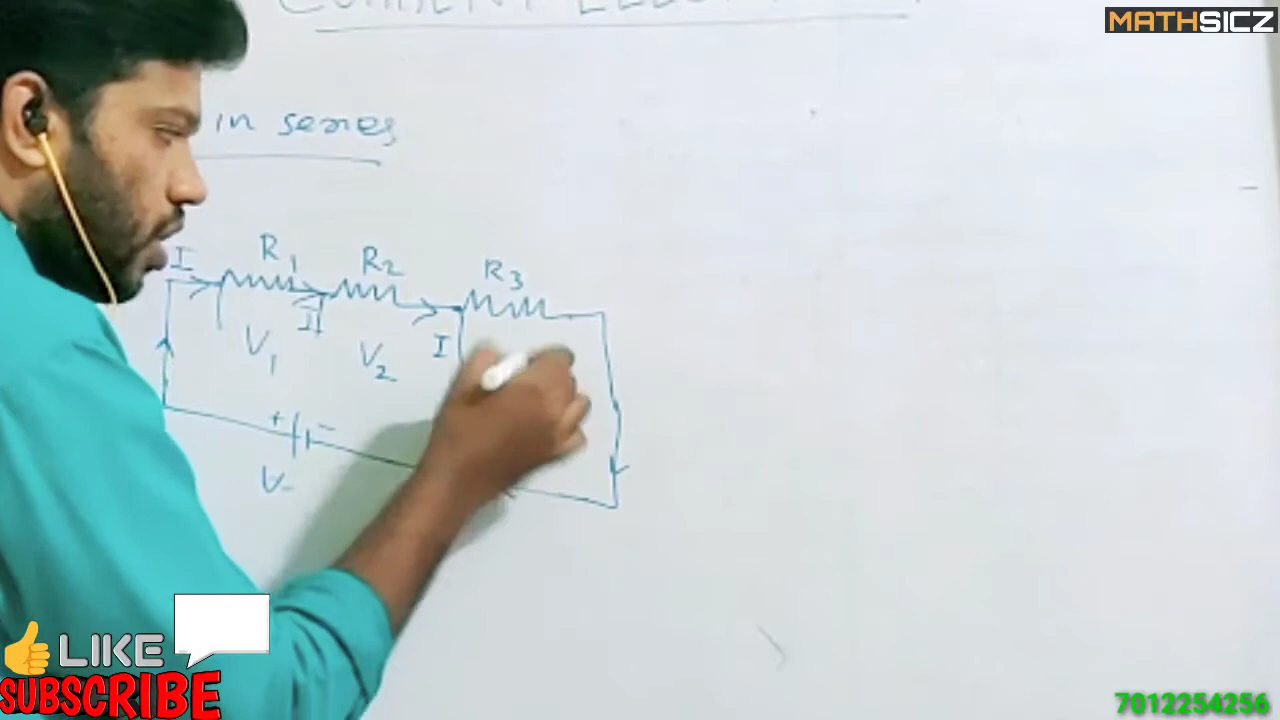 MATHSICZ
in series
I R1 R2 R3
I I
V1 V2
+ -
V
LIKE
SUBSCRIBE
7012254256